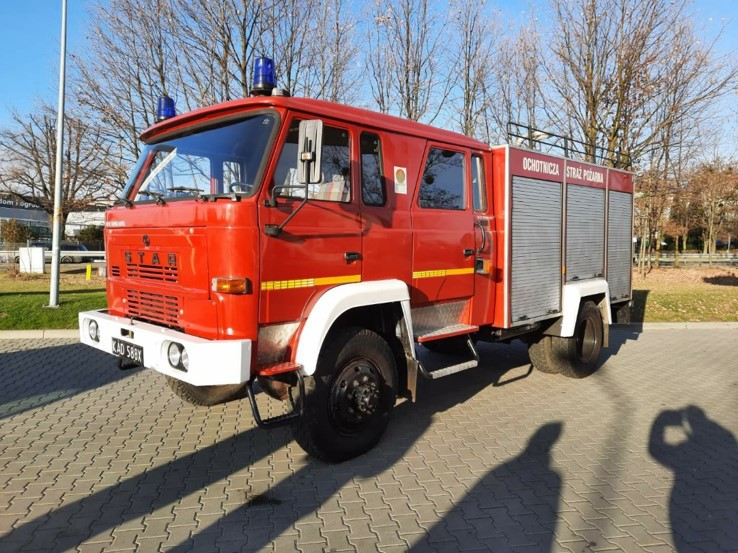 OCHOTNICZA
STRAŻ POŻARNA
STAR
KAD 588X